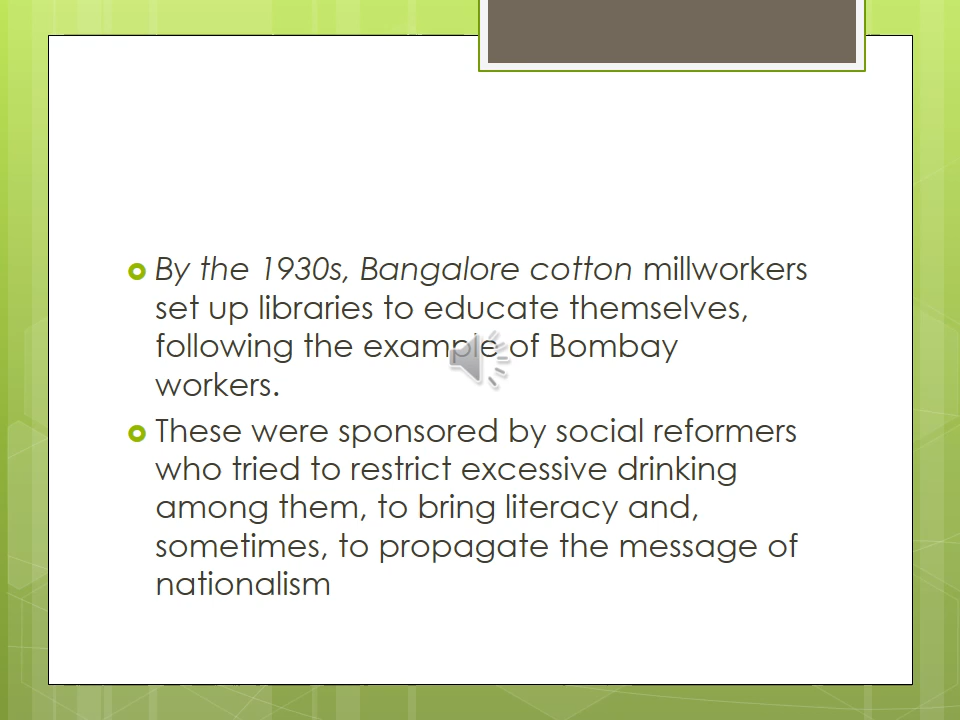 By the 1930s, Bangalore cotton millworkers
set up libraries to educate themselves,
following the example of Bombay
workers.
These were sponsored by social reformers
who tried to restrict excessive drinking
among them, to bring literacy and,
sometimes, to propagate the message of
nationalism